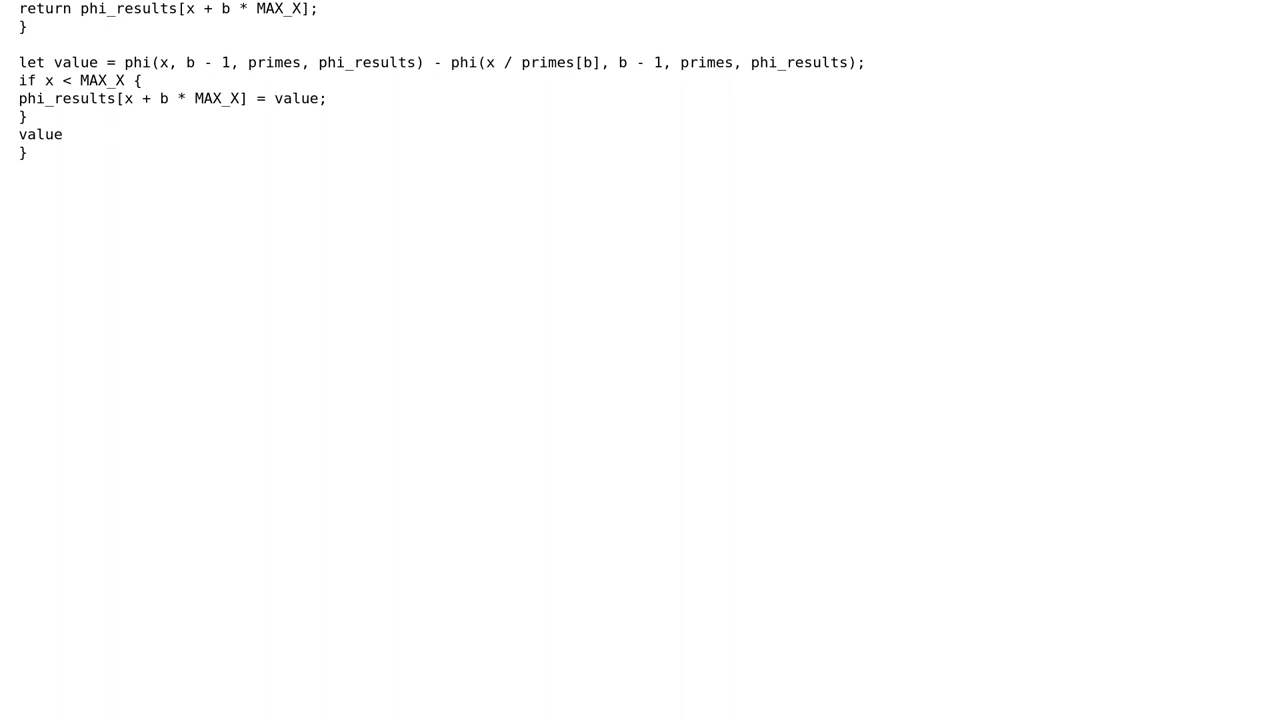 return phi_results[x + b * MAX_X];
}

let value = phi(x, b - 1, primes, phi_results) - phi(x / primes[b], b - 1, primes, phi_results);
if x < MAX_X {
phi_results[x + b * MAX_X] = value;
}
value
}